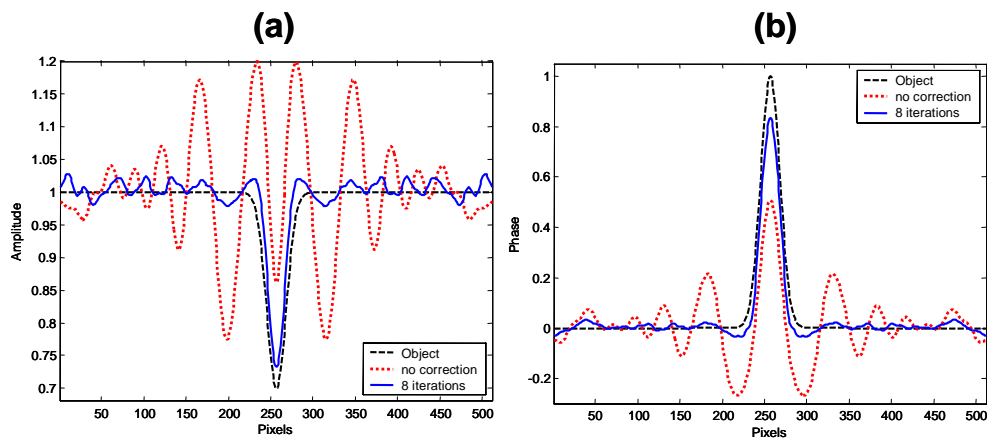 (a)
(b)
1.2
1.15
1.1
1.05
1
0.95
0.9
0.85
0.8
0.75
0.7
Amplitude
50 100 150 200 250 300 350 400 450 500
Pixels
Object
no correction
8 iterations
1
0.8
0.6
0.4
0.2
0
-0.2
Phase
50 100 150 200 250 300 350 400 450 500
Pixels
Object
no correction
8 iterations